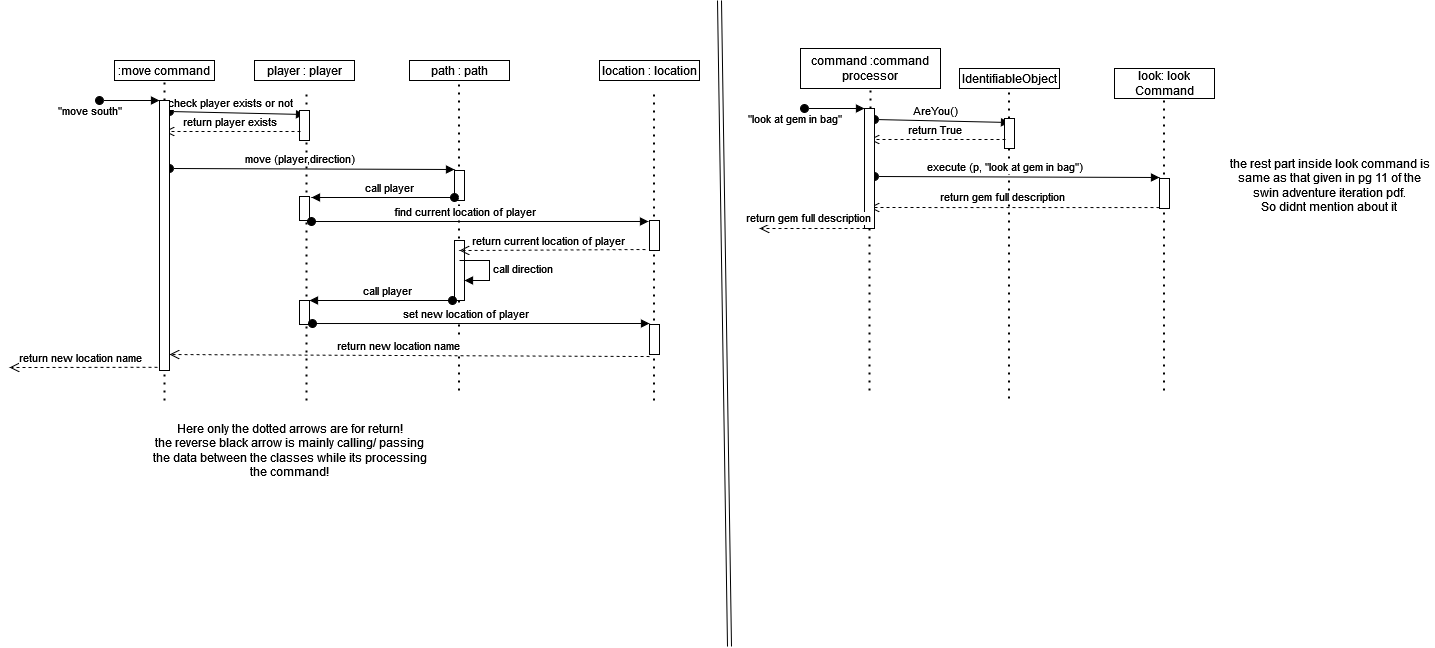 :move command
player : player
path : path
location : location
"move south"
check player exists or not
return player exists
move (player,direction)
call player
find current location of player
return current location of player
call direction
call player
set new location of player
return new location name
return new location name
Here only the dotted arrows are for return!
the reverse black arrow is mainly calling/ passing
the data between the classes while its processing
the command!
command :command
processor
IdentifiableObject
look: look
Command
"look at gem in bag"
AreYou()
return True
execute (p, "look at gem in bag")
return gem full description
return gem full description
the rest part inside look command is
same as that given in pg 11 of the
swin adventure iteration pdf.
So didnt mention about it